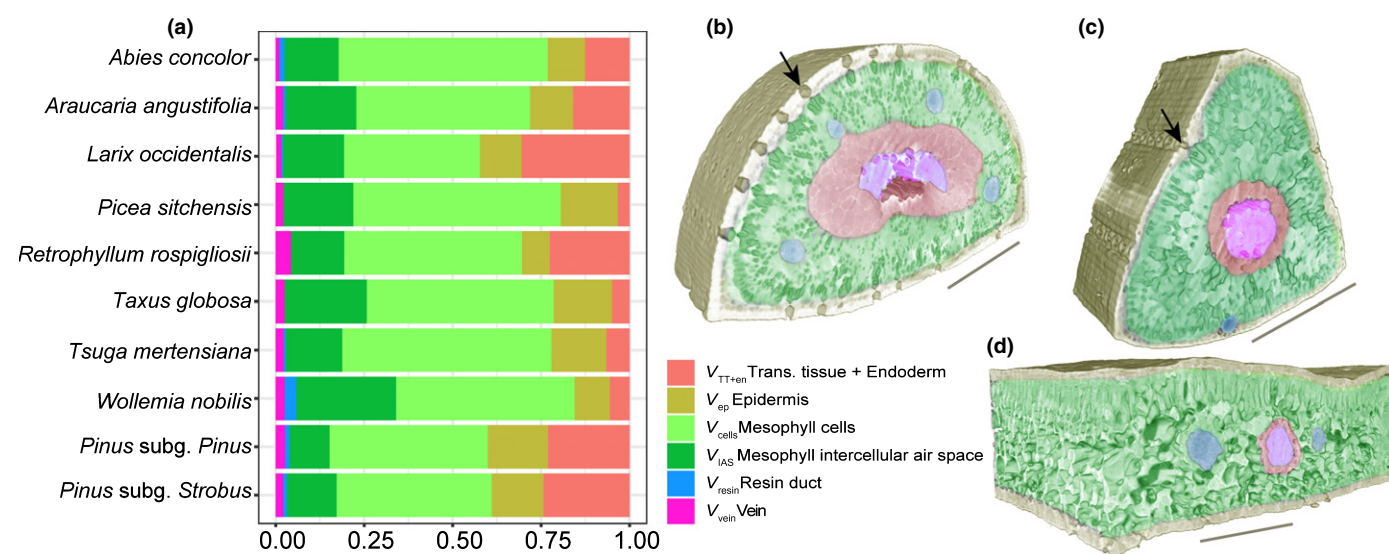 (a)
Abies concolor
Araucaria angustifolia
Larix occidentalis
Picea sitchensis
Retrophyllum rospigliosii
Taxus globosa
Tsuga mertensiana
Wollemia nobilis
Pinus subg. Pinus
Pinus subg. Strobus
0.00 0.25 0.50 0.75 1.00
VTT+en Trans. tissue + Endoderm
Vep Epidermis
Vcells Mesophyll cells
VIAS Mesophyll intercellular air space
Vresin Resin duct
Vvein Vein
(b)
(c)
(d)